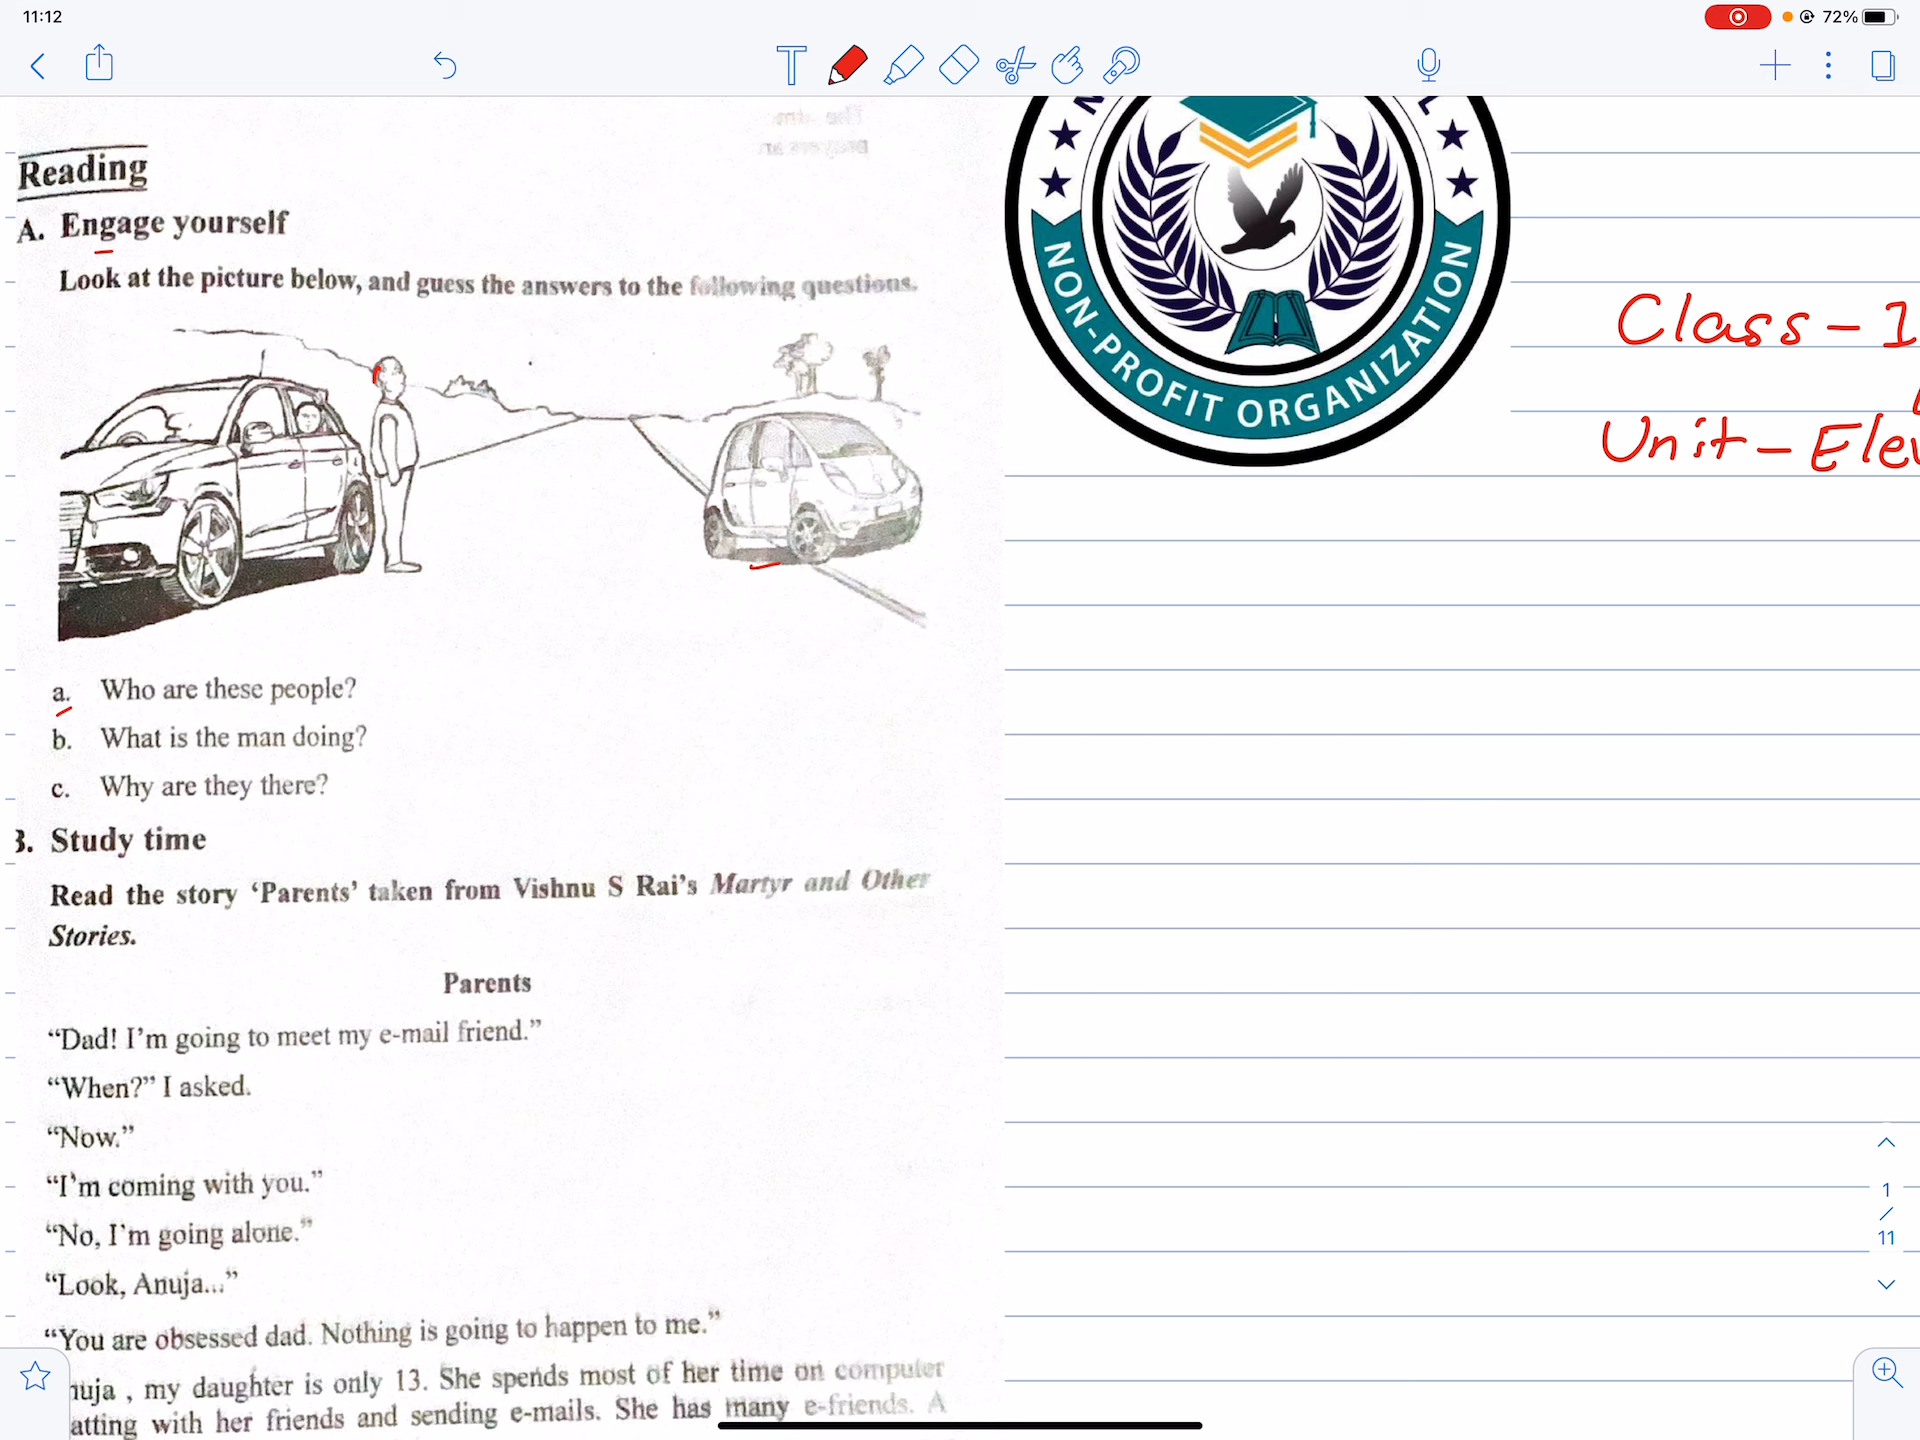 11:12
72%
Reading
A. Engage yourself
Look at the picture below, and guess the answers to the following questions.
a. Who are these people?
b. What is the man doing?
c. Why are they there?
B. Study time
Read the story ‘Parents’ taken from Vishnu S Rai’s Martyr and Other
Stories.
Parents
“Dad! I’m going to meet my e-mail friend.”
“When?” I asked.
“Now.”
“I’m coming with you.”
“No, I’m going alone.”
“Look, Anuja...”
“You are obsessed dad. Nothing is going to happen to me.”
nuja , my daughter is only 13. She spends most of her time on computer
atting with her friends and sending e-mails. She has many e-friends. A
NON-PROFIT ORGANIZATION
Class - 1
Unit - Elev
1
/
11